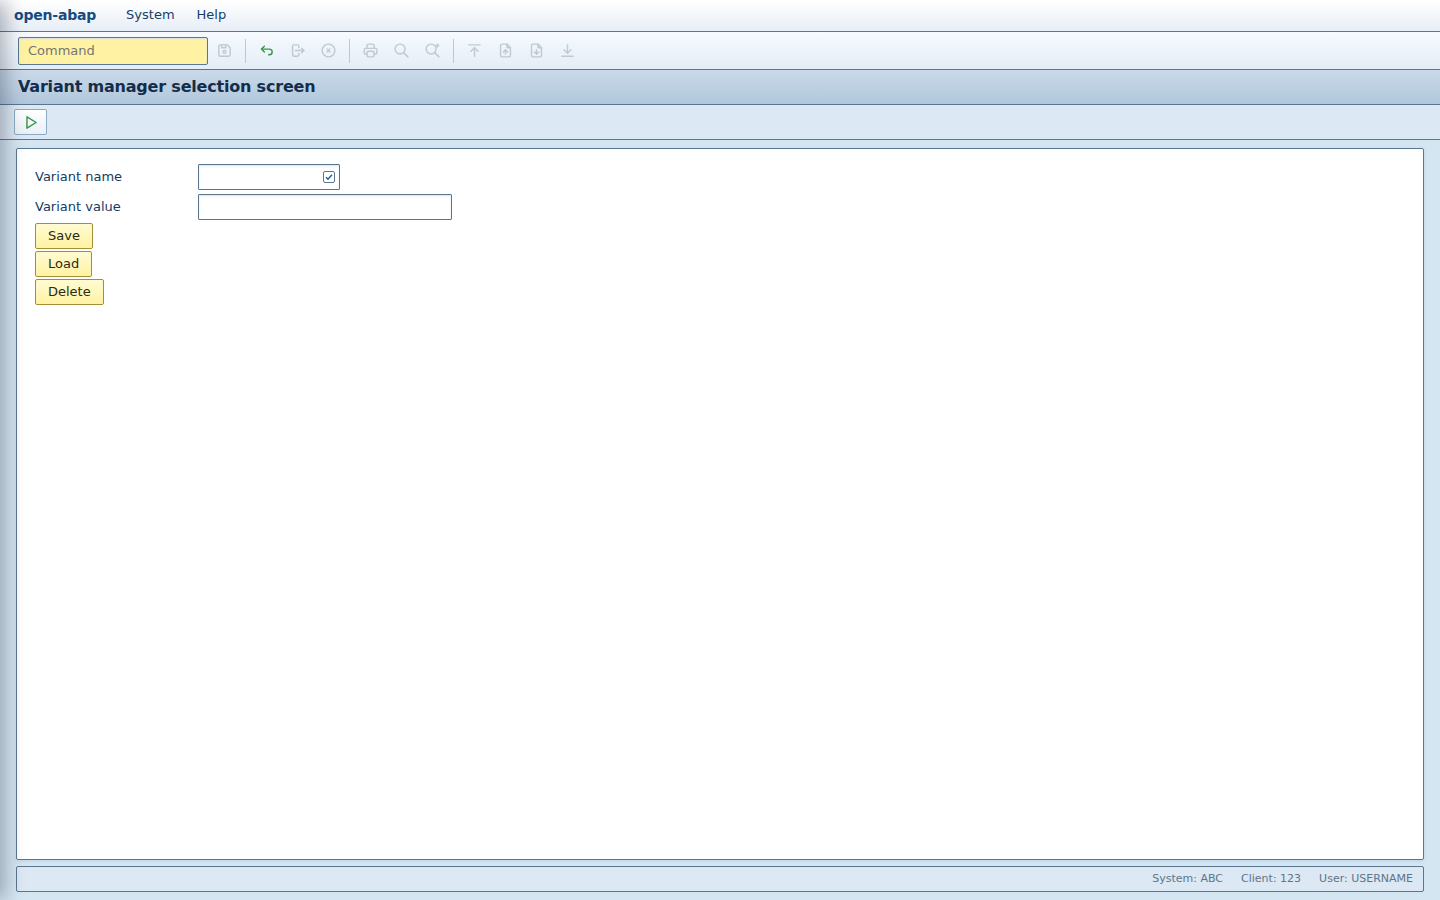 open-abap System Help
Command
Variant manager selection screen
Variant name
Variant value
Save
Load
Delete
System: ABC Client: 123 User: USERNAME